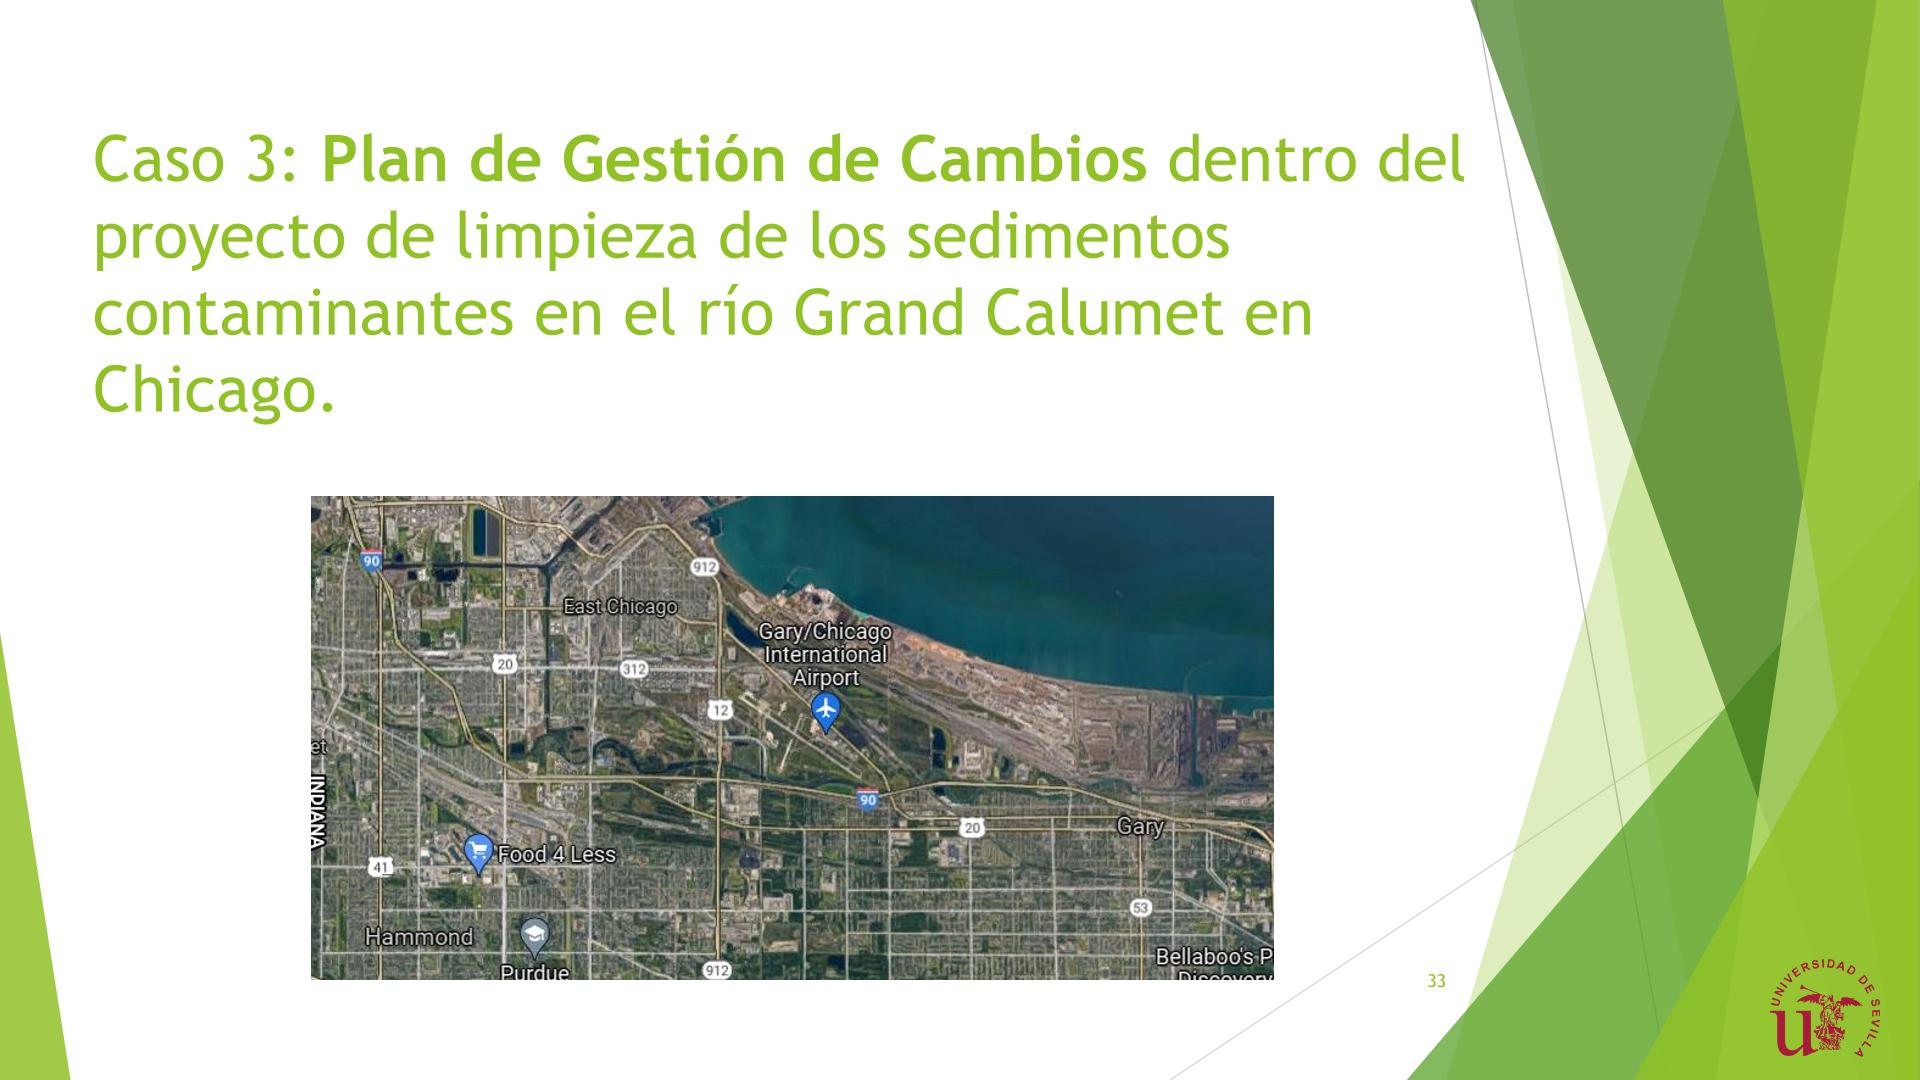 Caso 3: Plan de Gestión de Cambios dentro del
proyecto de limpieza de los sedimentos
contaminantes en el río Grand Calumet en
Chicago.
90
912
East Chicago
Gary/Chicago
International
Airport
20
312
12
et
INDIANA
90
20
Gary
Food 4 Less
41
53
Hammond
Bellaboo's P
Discovery
Purdue
912
33
UNIVERSIDAD DE SEVILLA
u